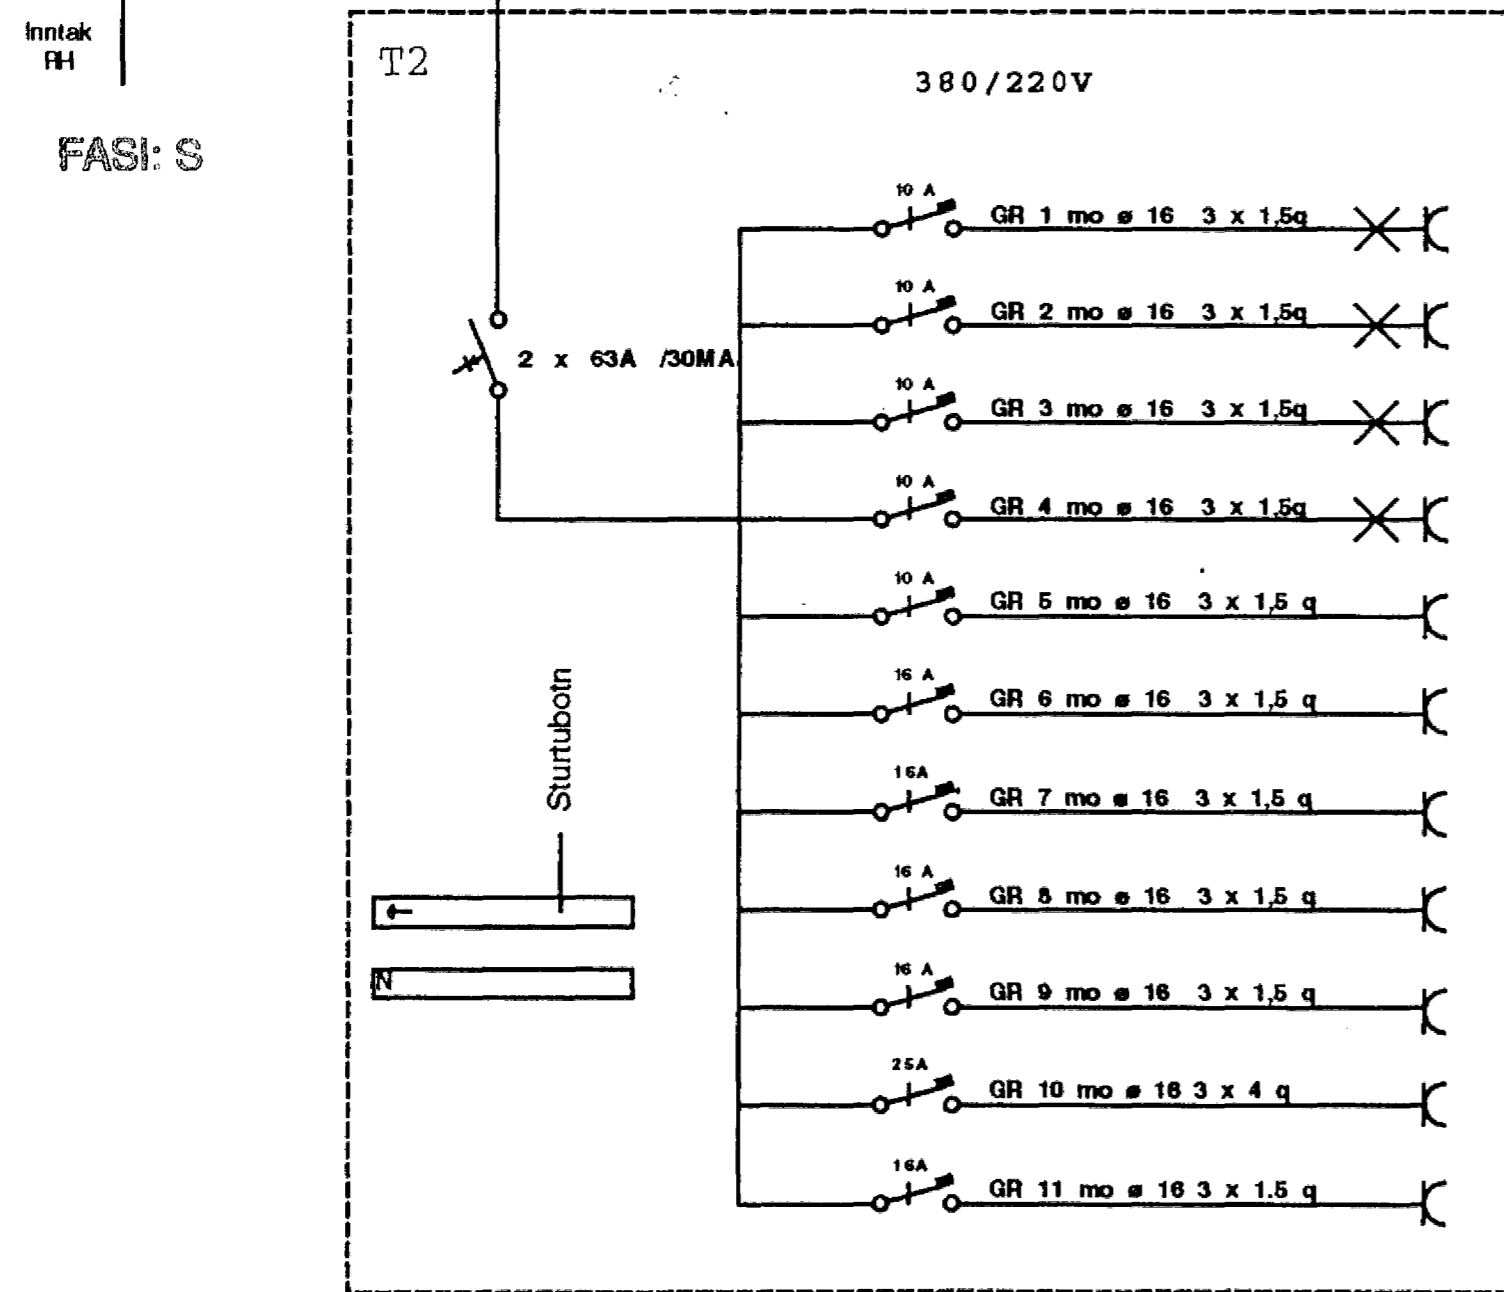 Inntak
RH
FASI: S
T2
380/220V
10 A
GR 1 mo ø 16 3 x 1,5q
10 A
GR 2 mo ø 16 3 x 1,5q
2 x 63A /30MA
10 A
GR 3 mo ø 16 3 x 1,5q
10 A
GR 4 mo ø 16 3 x 1,5q
10 A
GR 5 mo ø 16 3 x 1,5 q
16 A
GR 6 mo ø 16 3 x 1,5 q
Sturtubotn
16A
GR 7 mo ø 16 3 x 1,5 q
16 A
GR 8 mo ø 16 3 x 1,5 q
N
16 A
GR 9 mo ø 16 3 x 1,5 q
25A
GR 10 mo ø 16 3 x 4 q
16A
GR 11 mo ø 16 3 x 1.5 q